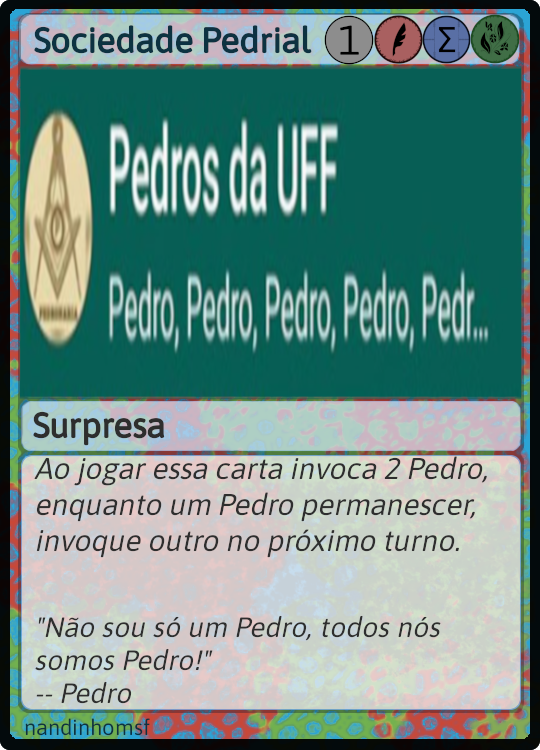 Sociedade Pedrial 1 Σ
Pedros da UFF
Pedro, Pedro, Pedro, Pedro, Pedr...
PEDRONARIA
Surpresa
Ao jogar essa carta invoca 2 Pedro,
enquanto um Pedro permanescer,
invoque outro no próximo turno.
"Não sou só um Pedro, todos nós
somos Pedro!"
-- Pedro
nandinhomsf